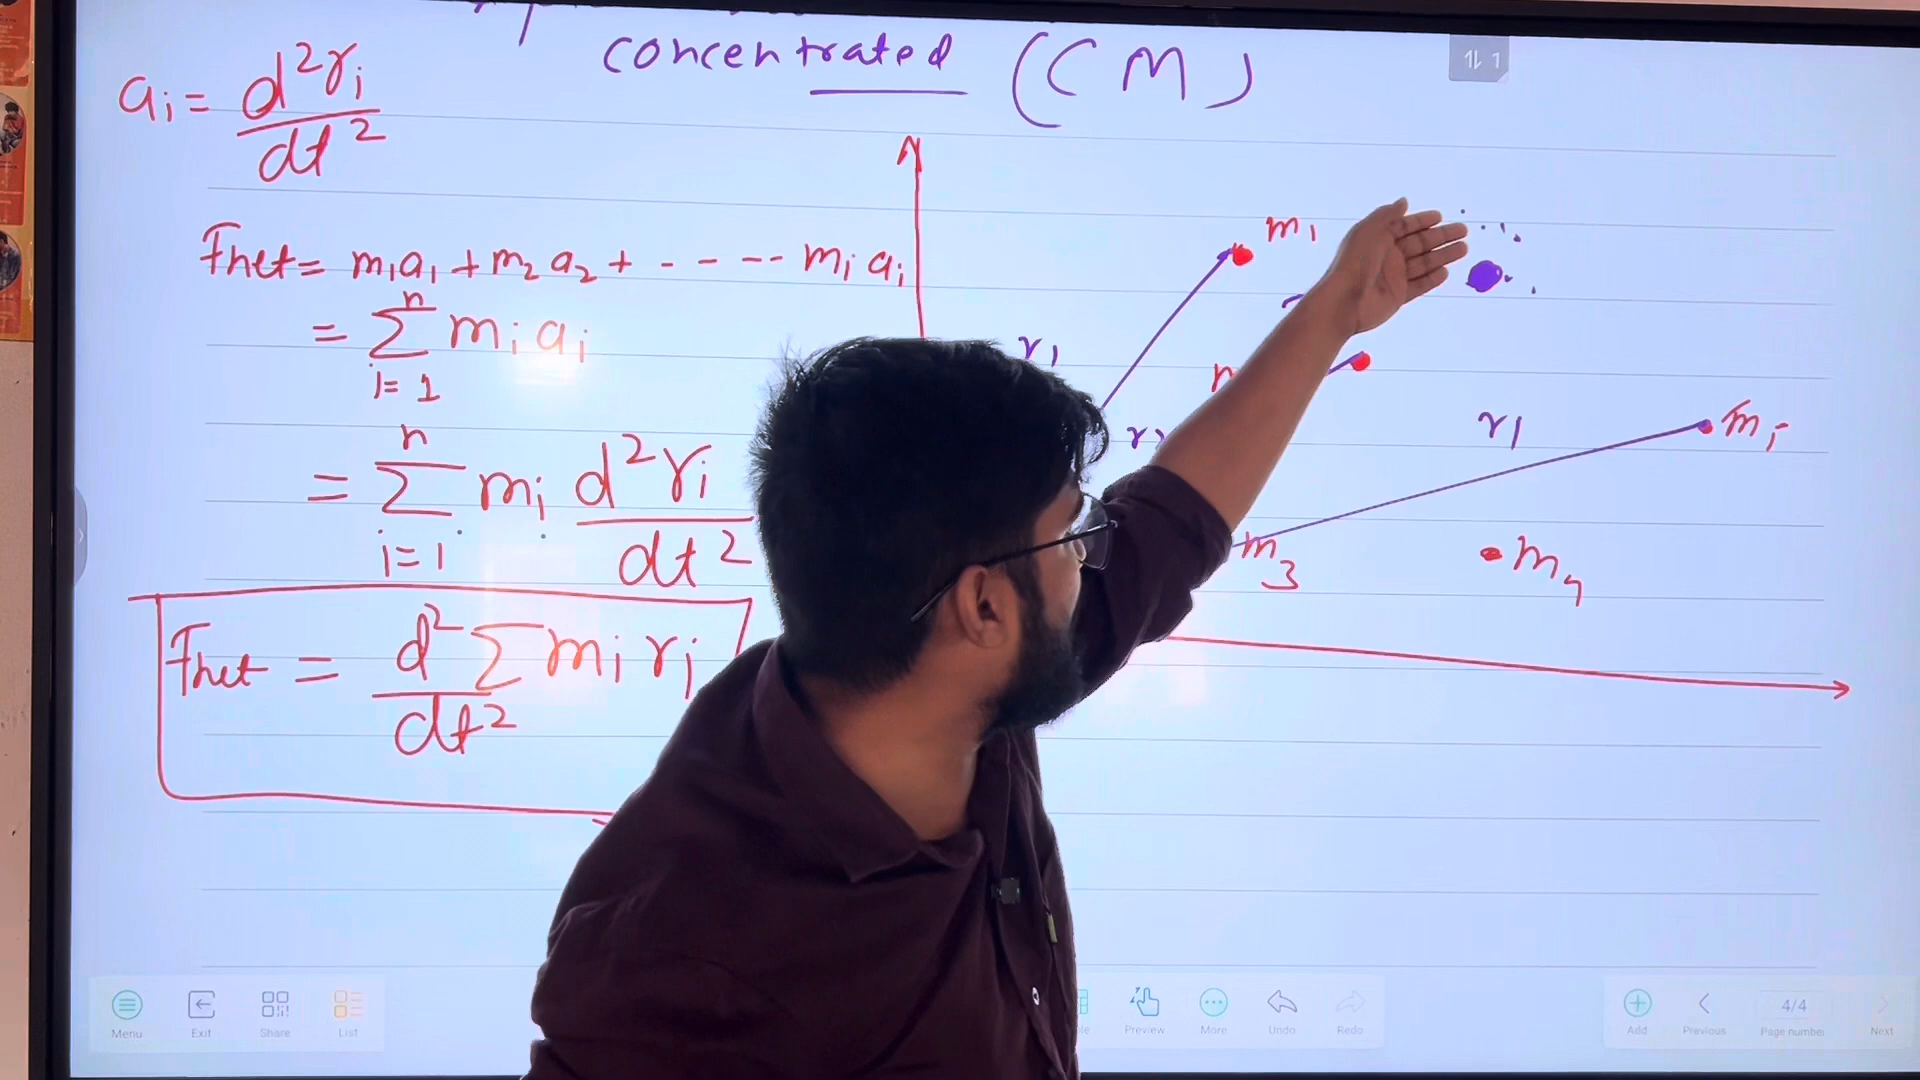 concentrated (CM)
⇅ 1
aᵢ = d²rᵢ / dt²
Fnet = m₁a₁ + m₂a₂ + - - - - mᵢaᵢ
= Σ mᵢaᵢ (n, i=1)
= Σ mᵢ d²rᵢ / dt² (n, i=1)
Fnet = d² / dt² Σ mᵢrᵢ
m₁
r₁
r₁
mᵢ
m₃
Menu Exit Share List Preview More Undo Redo Add Previous 4/4 Page number Next